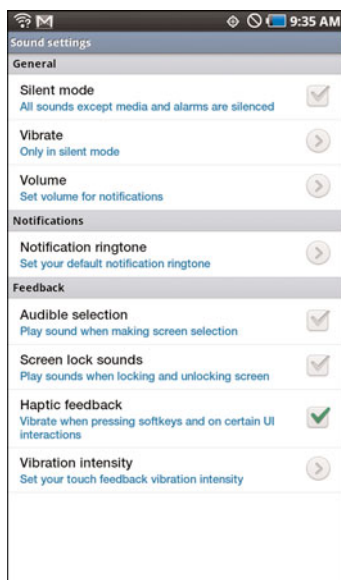 9:35 AM
Sound settings
General
Silent mode
All sounds except media and alarms are silenced
Vibrate
Only in silent mode
Volume
Set volume for notifications
Notifications
Notification ringtone
Set your default notification ringtone
Feedback
Audible selection
Play sound when making screen selection
Screen lock sounds
Play sounds when locking and unlocking screen
Haptic feedback
Vibrate when pressing softkeys and on certain UI
interactions
Vibration intensity
Set your touch feedback vibration intensity